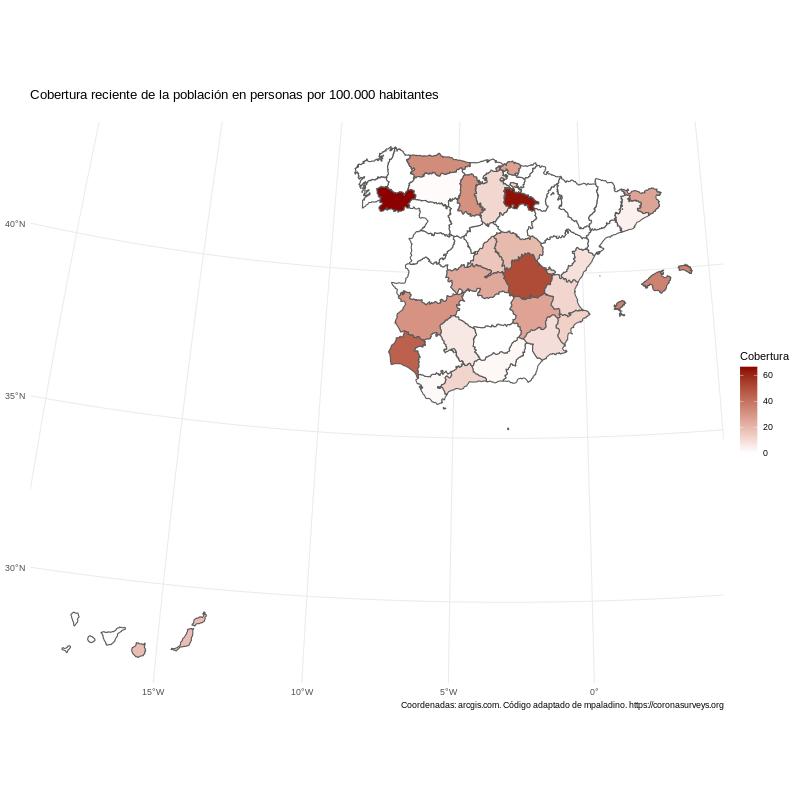 Cobertura reciente de la población en personas por 100.000 habitantes
40°N
35°N
30°N
15°W
10°W
5°W
0°
Cobertura
60
40
20
0
Coordenadas: arcgis.com. Código adaptado de mpaladino. https://coronasurveys.org